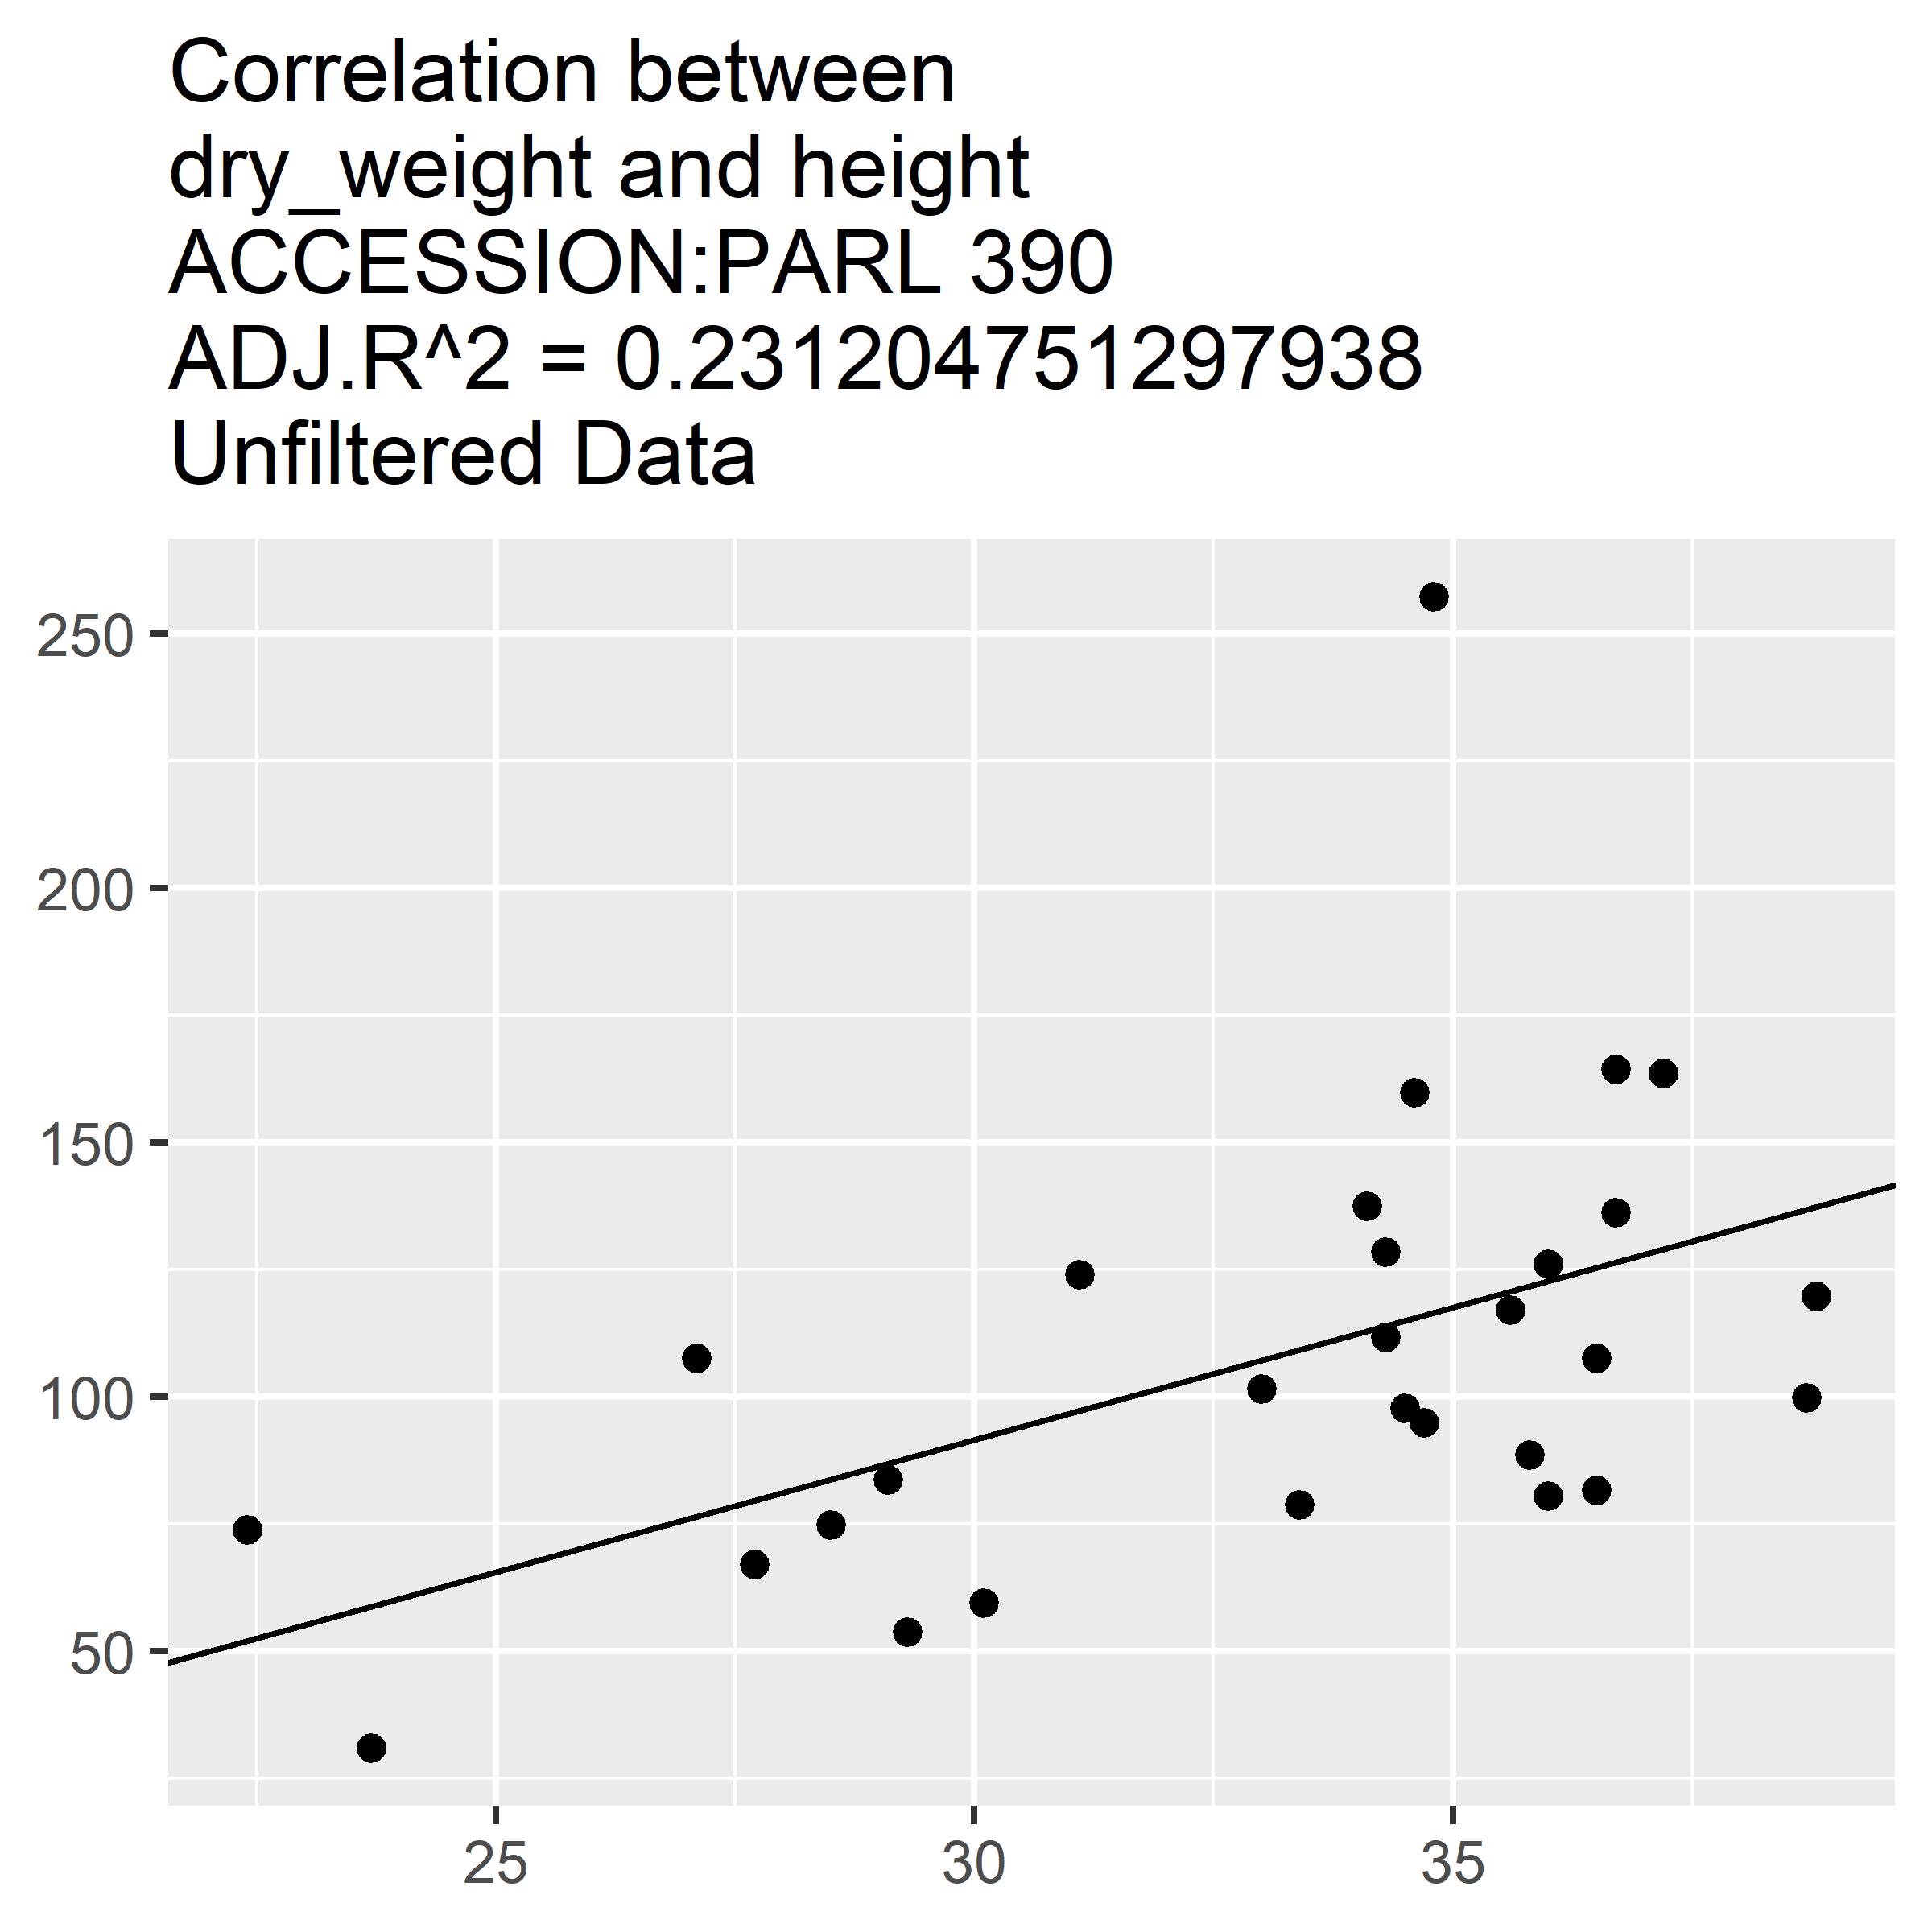 Correlation between
dry_weight and height
ACCESSION:PARL 390
ADJ.R^2 = 0.231204751297938
Unfiltered Data
250
200
150
100
50
25 30 35